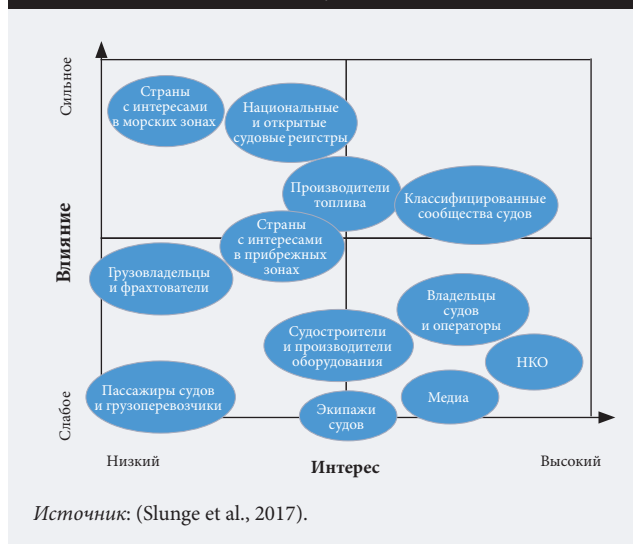 Сильное
Влияние
Слабое
Страны
с интересами
в морских зонах
Национальные
и открытые
судовые реигстры
Производители
топлива
Классифицированные
сообщества судов
Страны
с интересами
в прибрежных
зонах
Грузовладельцы
и фрахтователи
Владельцы
судов
и операторы
Судостроители
и производители
оборудования
НКО
Пассажиры судов
и грузоперевозчики
Медиа
Экипажи
судов
Низкий
Интерес
Высокий
Источник: (Slunge et al., 2017).